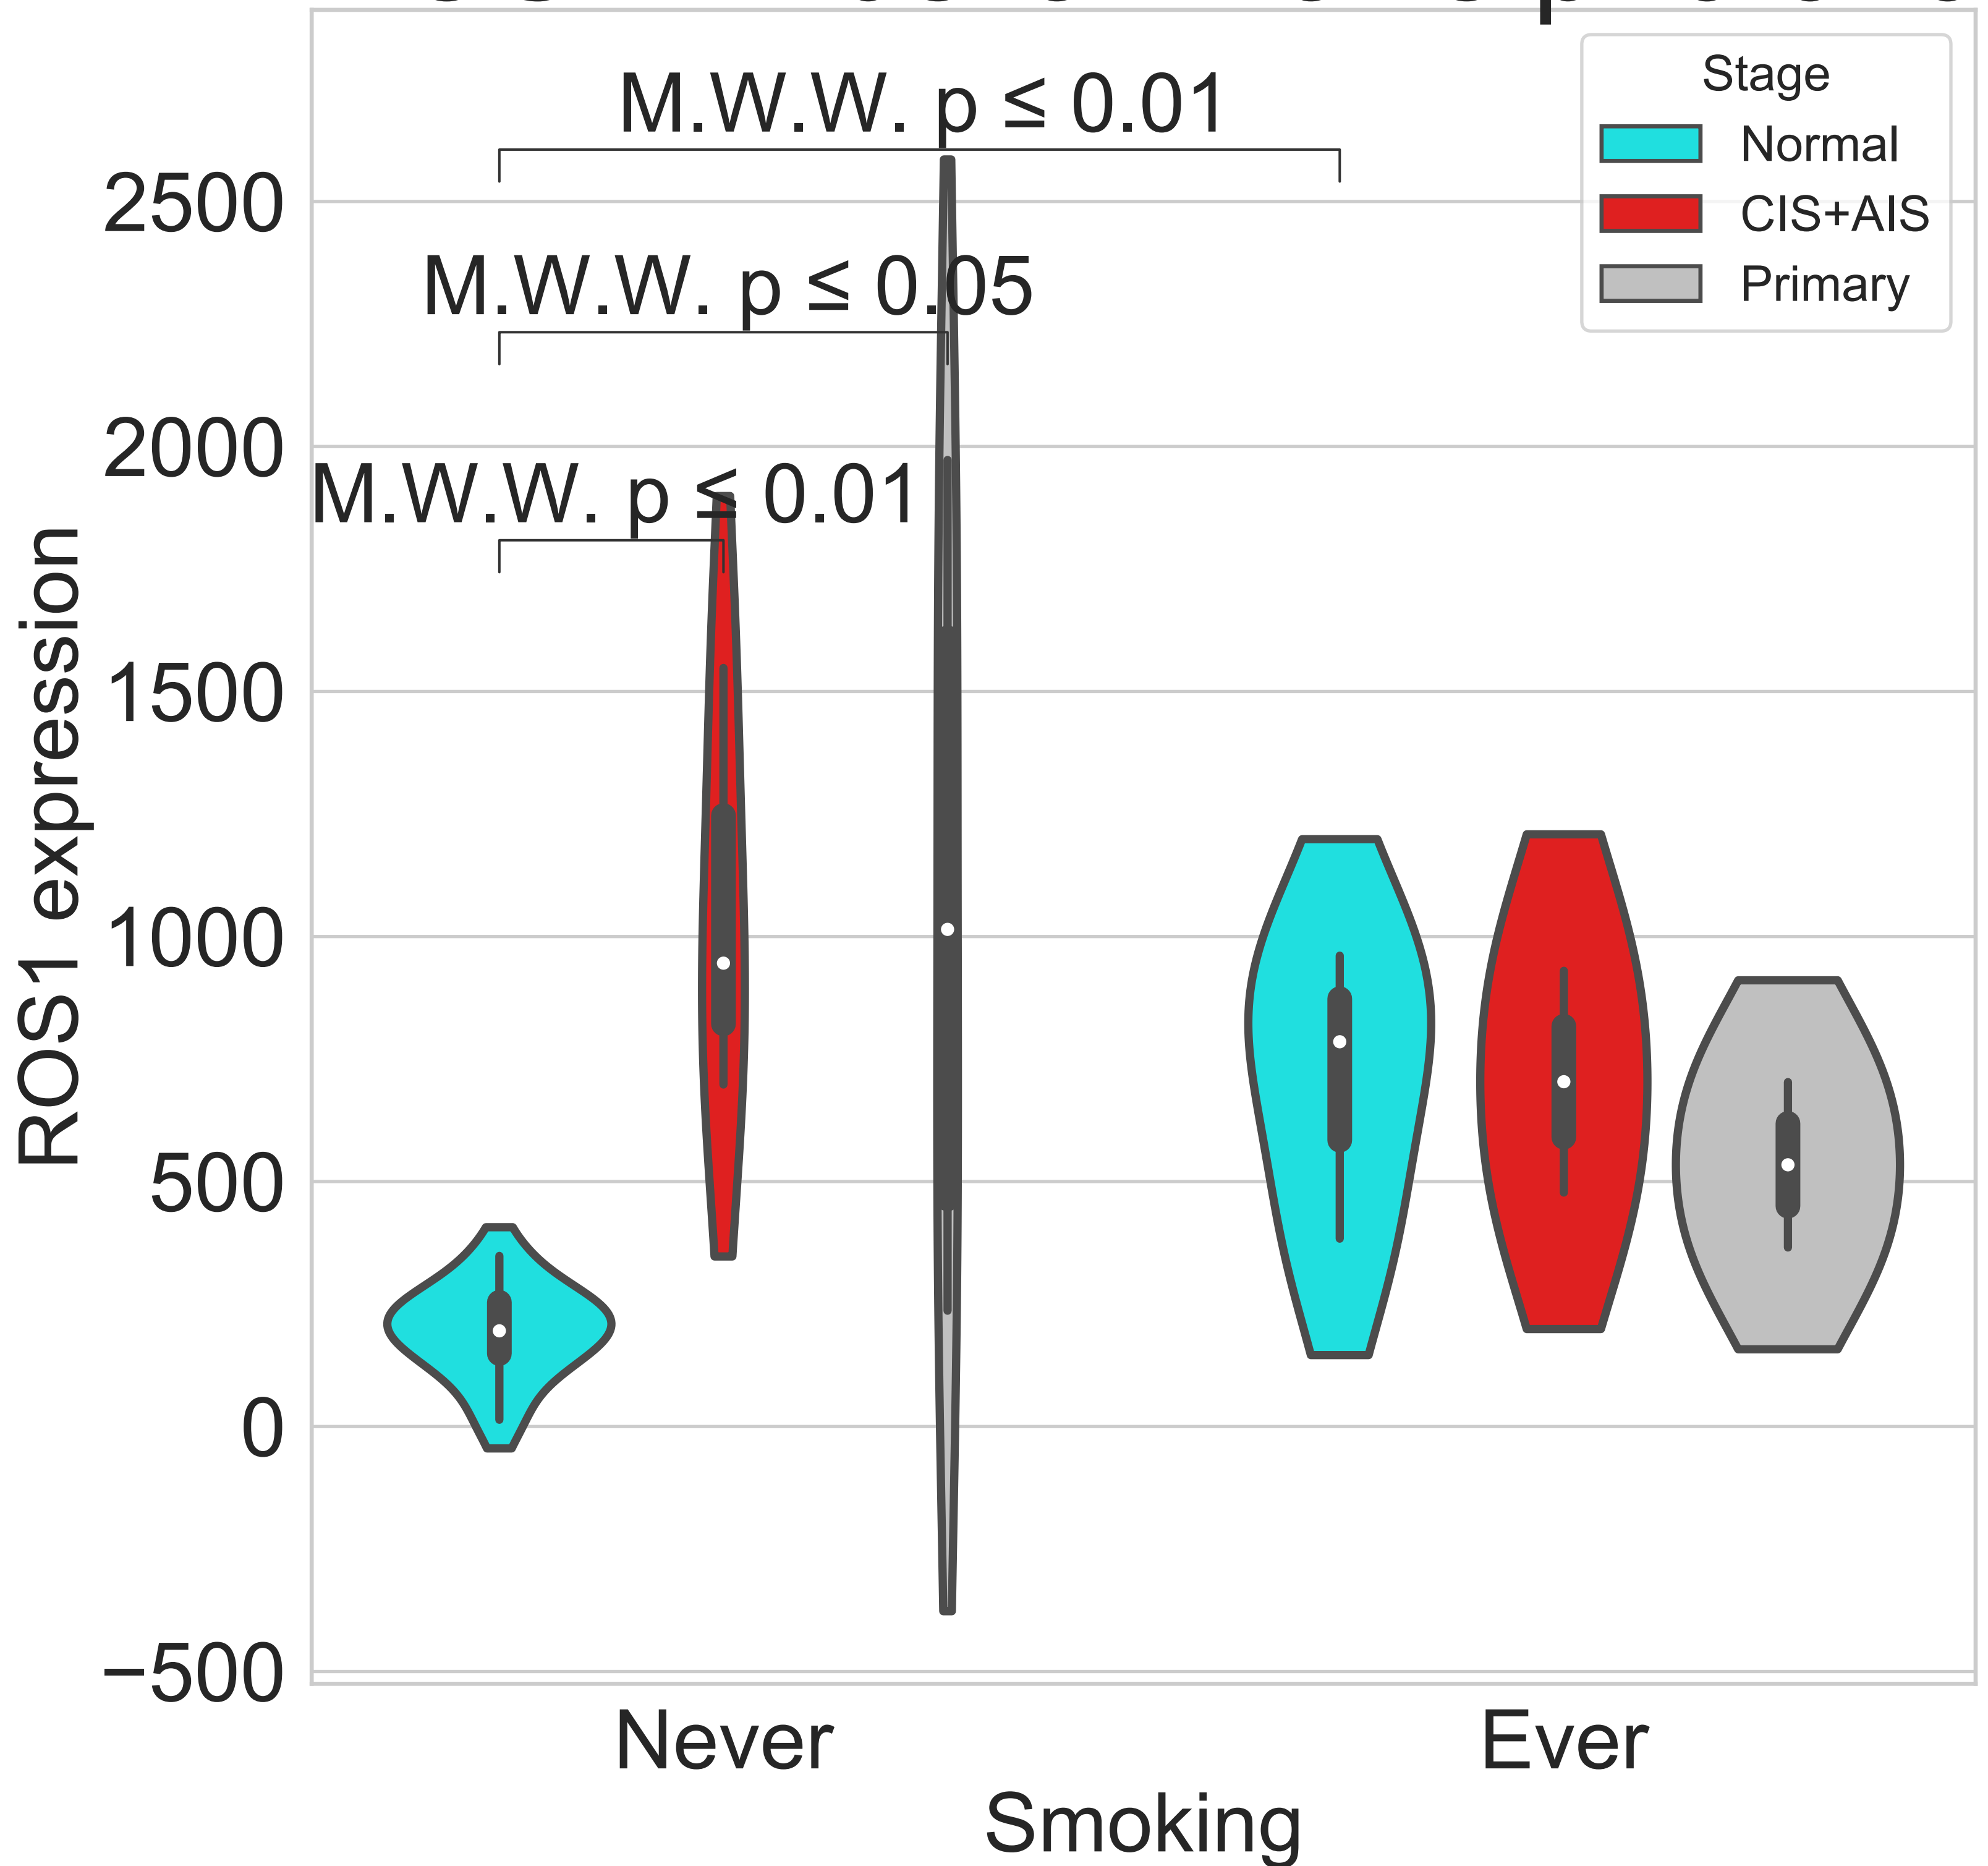 M.W.W. p ≤ 0.01
Stage
Normal
CIS+AIS
Primary
M.W.W. p ≤ 0.05
M.W.W. p ≤ 0.01
2500
2000
1500
1000
500
0
−500
ROS1 expression
Never
Ever
Smoking